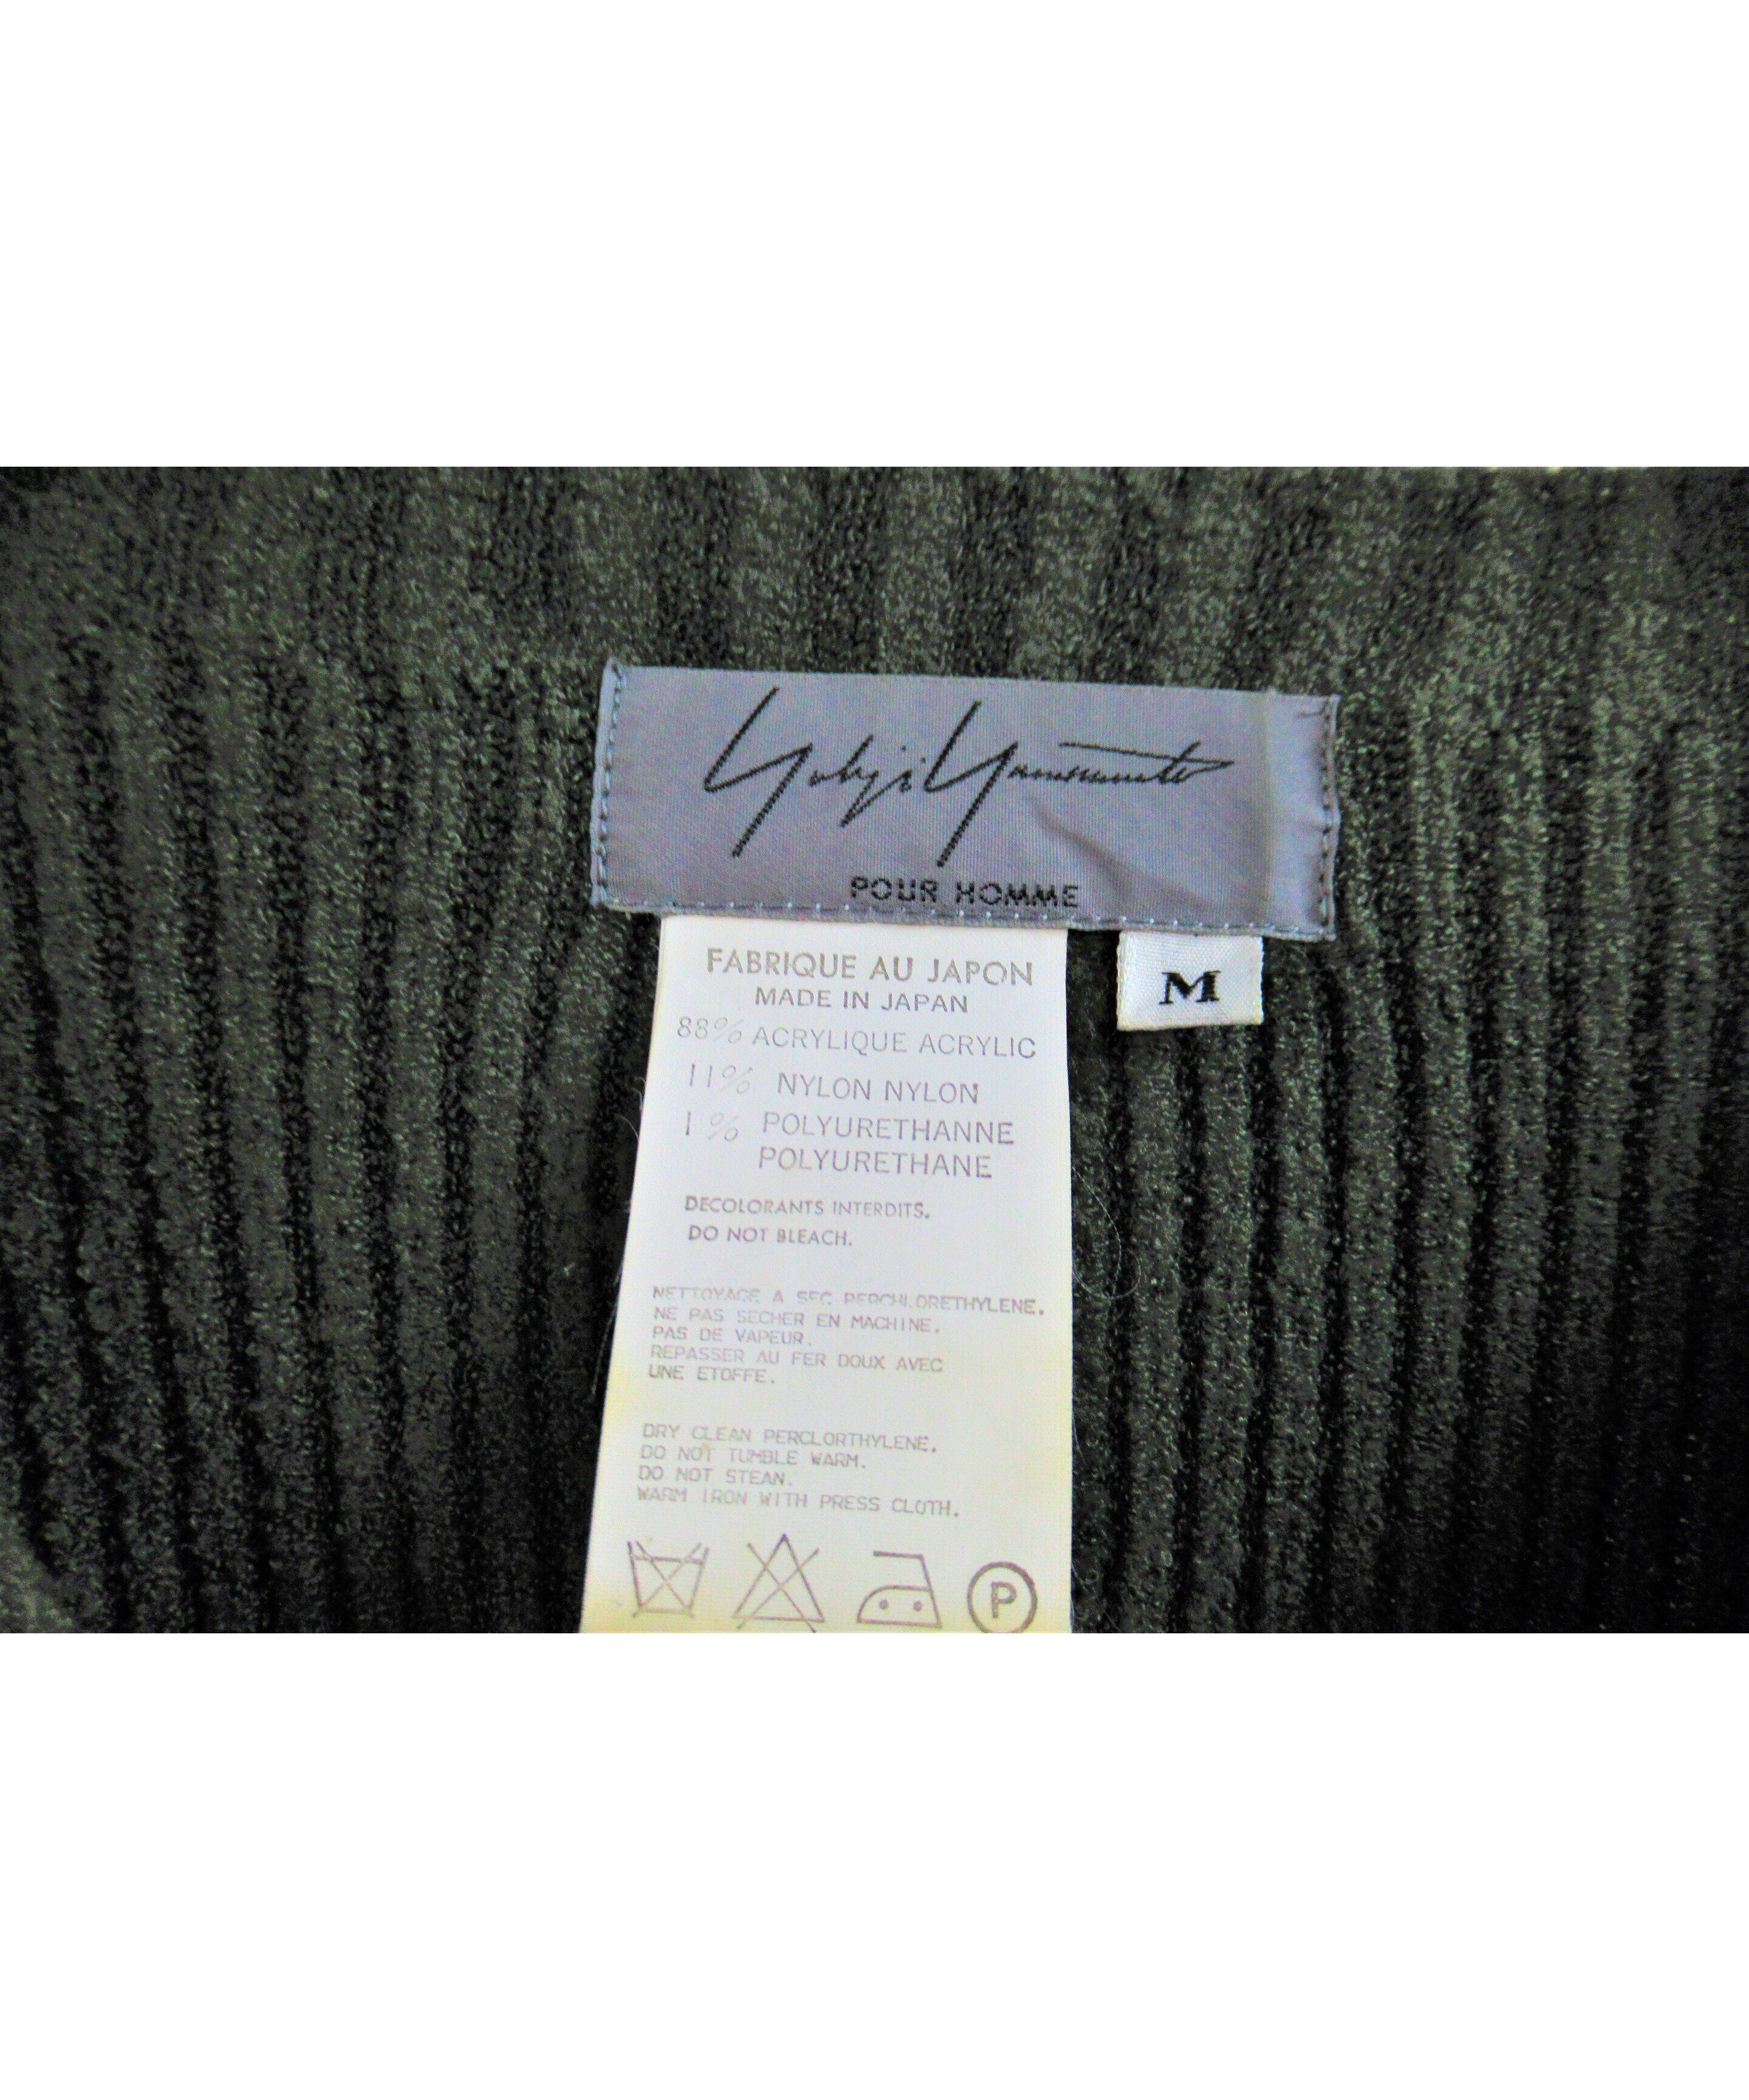 Yohji Yamamoto
POUR HOMME
M
FABRIQUE AU JAPON
MADE IN JAPAN
88% ACRYLIQUE ACRYLIC
11% NYLON NYLON
1% POLYURETHANNE
POLYURETHANE
DECOLORANTS INTERDITS.
DO NOT BLEACH.
NETTOYAGE A SEC PERCHLORETHYLENE.
NE PAS SECHER EN MACHINE.
PAS DE VAPEUR.
REPASSER AU FER DOUX AVEC
UNE ETOFFE.
DRY CLEAN PERCLORTHYLENE.
DO NOT TUMBLE WARM.
DO NOT STEAN.
WARM IRON WITH PRESS CLOTH.
P